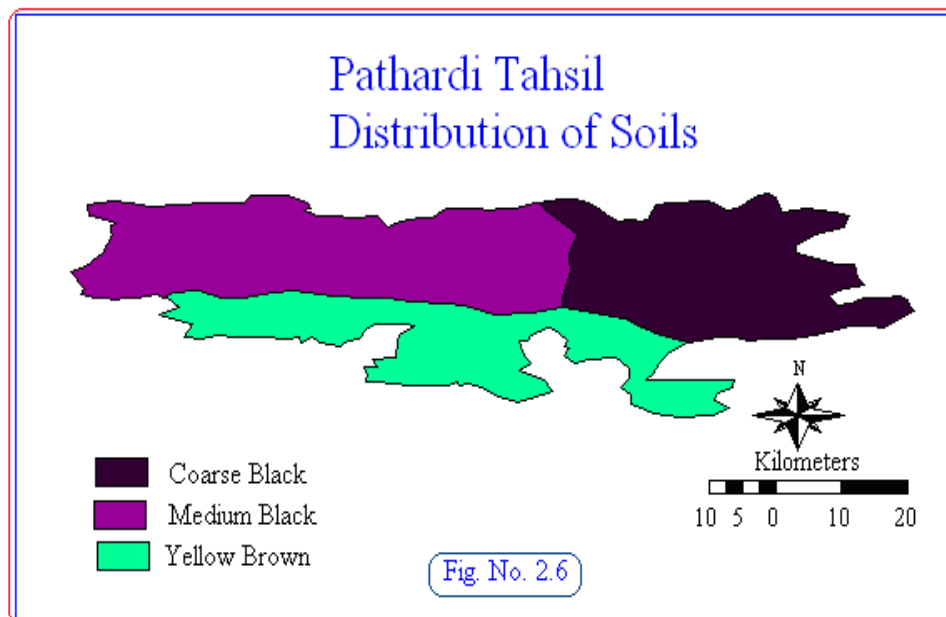 Pathardi Tahsil
Distribution of Soils
N
Kilometers
10 5 0 10 20
Coarse Black
Medium Black
Yellow Brown
Fig. No. 2.6